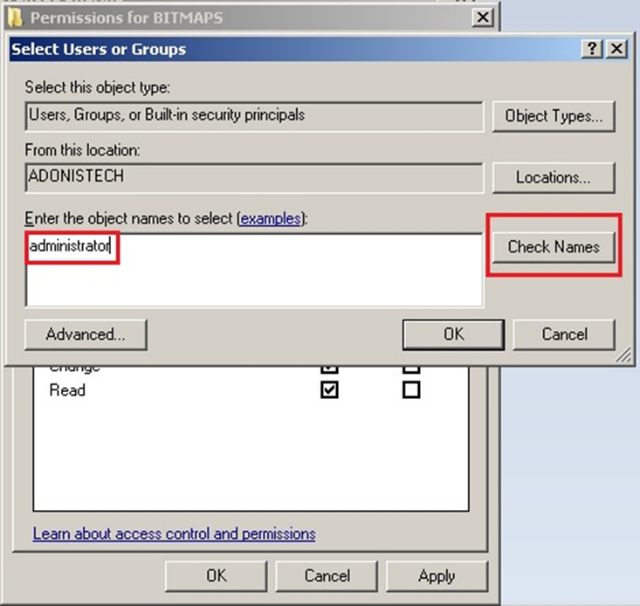 Permissions for BITMAPS
Select Users or Groups
Select this object type:
Users, Groups, or Built-in security principals
Object Types...
From this location:
ADONISTECH
Locations...
Enter the object names to select (examples):
administrator
Check Names
Advanced...
OK
Cancel
Change
Read
Learn about access control and permissions
OK
Cancel
Apply